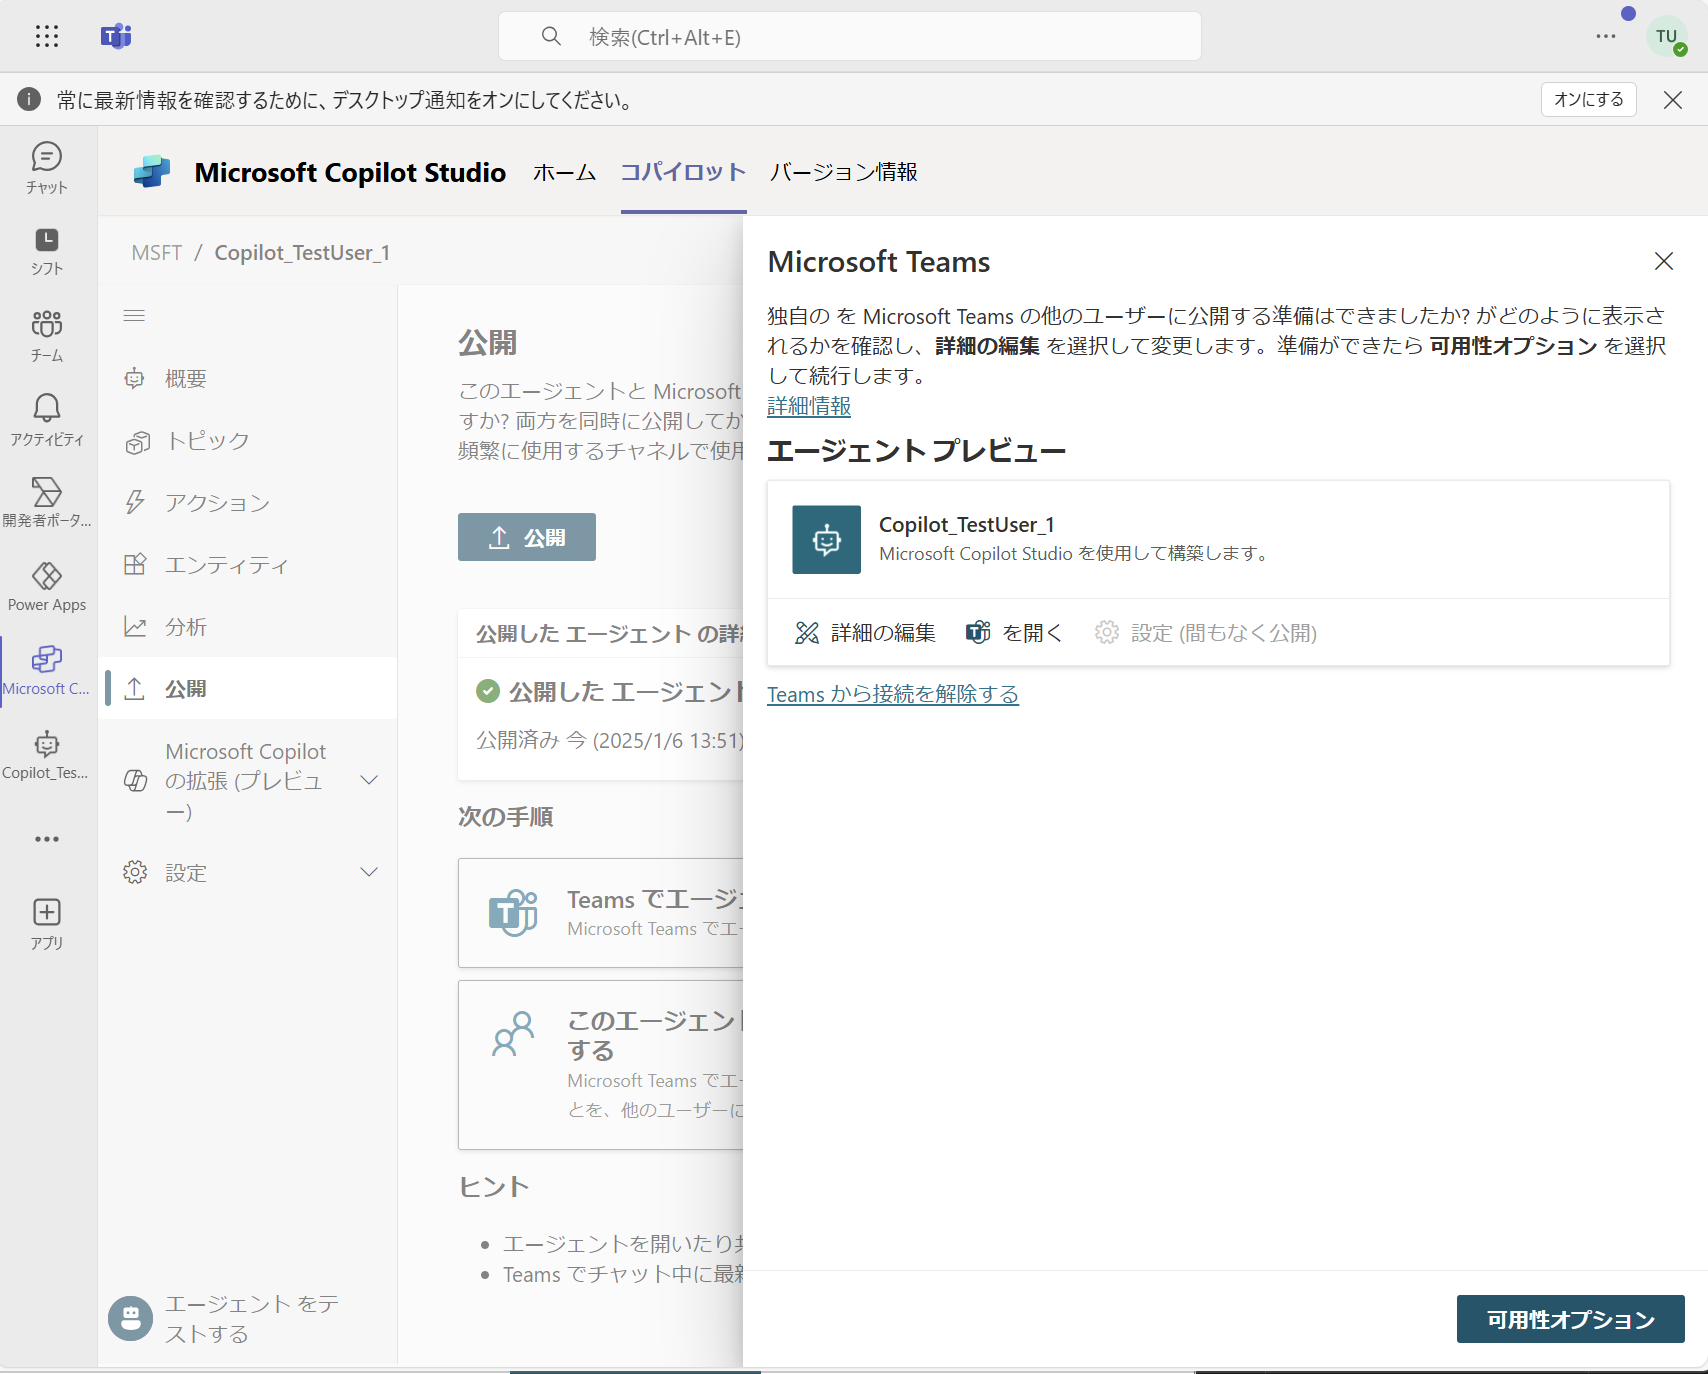 検索(Ctrl+Alt+E)
TU
常に最新情報を確認するために、デスクトップ通知をオンにしてください。
オンにする
チャット
シフト
チーム
アクティビティ
開発者ポータ...
Power Apps
Microsoft C...
Copilot_Tes...
アプリ
Microsoft Copilot Studio
ホーム
コパイロット
バージョン情報
MSFT / Copilot_TestUser_1
概要
トピック
アクション
エンティティ
分析
公開
Microsoft Copilot
の拡張 (プレビュ
ー)
設定
エージェント をテ
ストする
公開
このエージェントと Microsoft
すか? 両方を同時に公開してか
頻繁に使用するチャネルで使用
公開
公開した エージェント の詳
公開した エージェント
公開済み 今 (2025/1/6 13:51)
次の手順
Teams でエージ
Microsoft Teams でエー
このエージェント
する
Microsoft Teams でエー
とを、他のユーザーに
ヒント
エージェントを開いたり
Teams でチャット中に最
Microsoft Teams
独自の を Microsoft Teams の他のユーザーに公開する準備はできましたか? がどのように表示さ
れるかを確認し、詳細の編集 を選択して変更します。準備ができたら 可用性オプション を選択
して続行します。
詳細情報
エージェント プレビュー
Copilot_TestUser_1
Microsoft Copilot Studio を使用して構築します。
詳細の編集
を開く
設定 (間もなく公開)
Teams から接続を解除する
可用性オプション